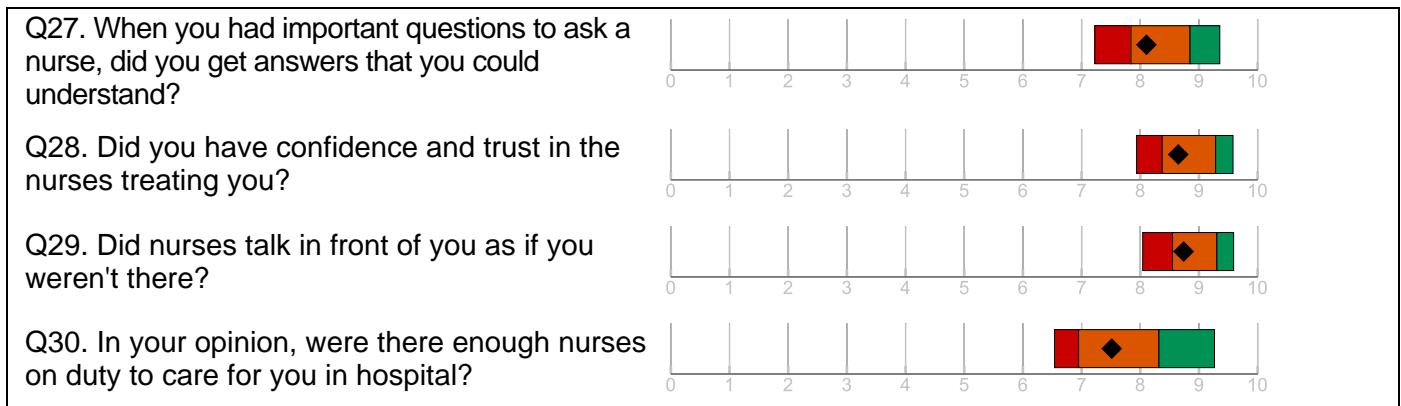 Q27. When you had important questions to ask a
nurse, did you get answers that you could
understand?
0 1 2 3 4 5 6 7 8 9 10
Q28. Did you have confidence and trust in the
nurses treating you?
0 1 2 3 4 5 6 7 8 9 10
Q29. Did nurses talk in front of you as if you
weren't there?
0 1 2 3 4 5 6 7 8 9 10
Q30. In your opinion, were there enough nurses
on duty to care for you in hospital?
0 1 2 3 4 5 6 7 8 9 10